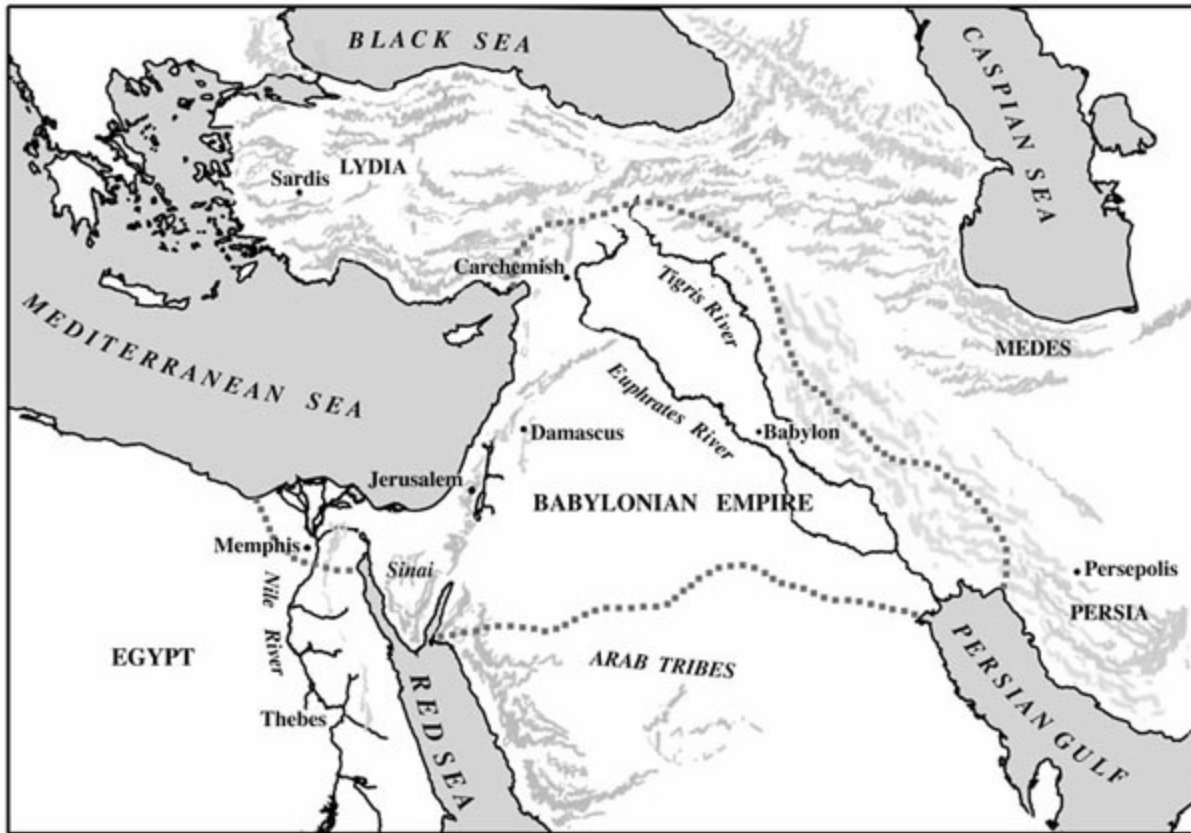 BLACK SEA
CASPIAN SEA
LYDIA
Sardis
Carchemish
Tigris River
MEDITERRANEAN SEA
MEDES
Euphrates River
Damascus
Babylon
Jerusalem
BABYLONIAN EMPIRE
Memphis
Sinai
Nile River
Persepolis
PERSIA
EGYPT
ARAB TRIBES
PERSIAN GULF
Thebes
RED SEA